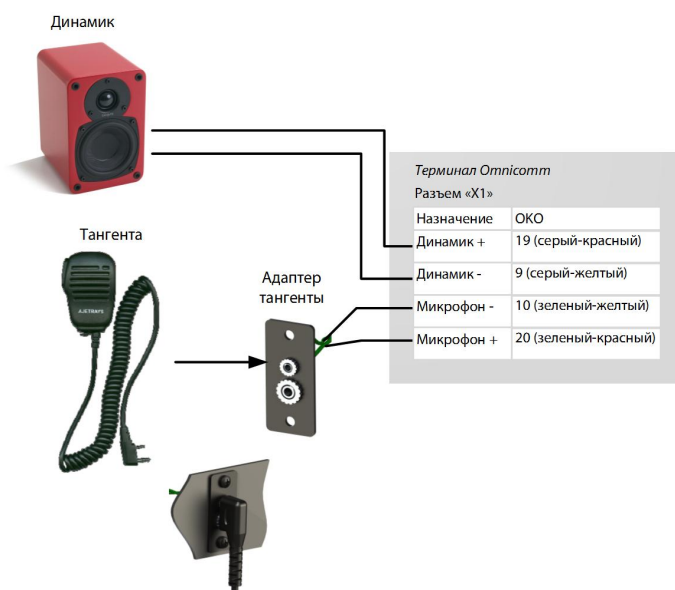 Динамик
Терминал Omnicomm
Разъем «X1»
Назначение ОКО
Динамик + 19 (серый-красный)
Динамик - 9 (серый-желтый)
Микрофон - 10 (зеленый-желтый)
Микрофон + 20 (зеленый-красный)
Тангента
Адаптер
тангенты